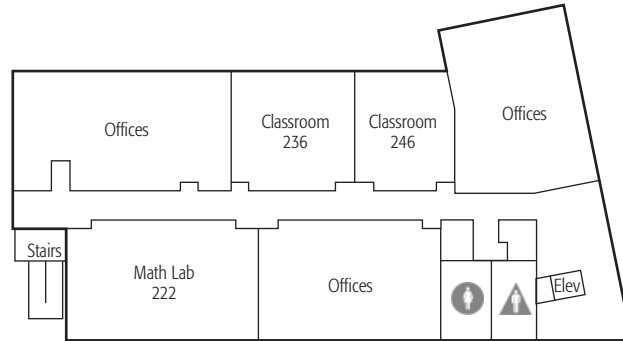 Offices
Classroom
236
Classroom
246
Offices
Stairs
Math Lab
222
Offices
Elev